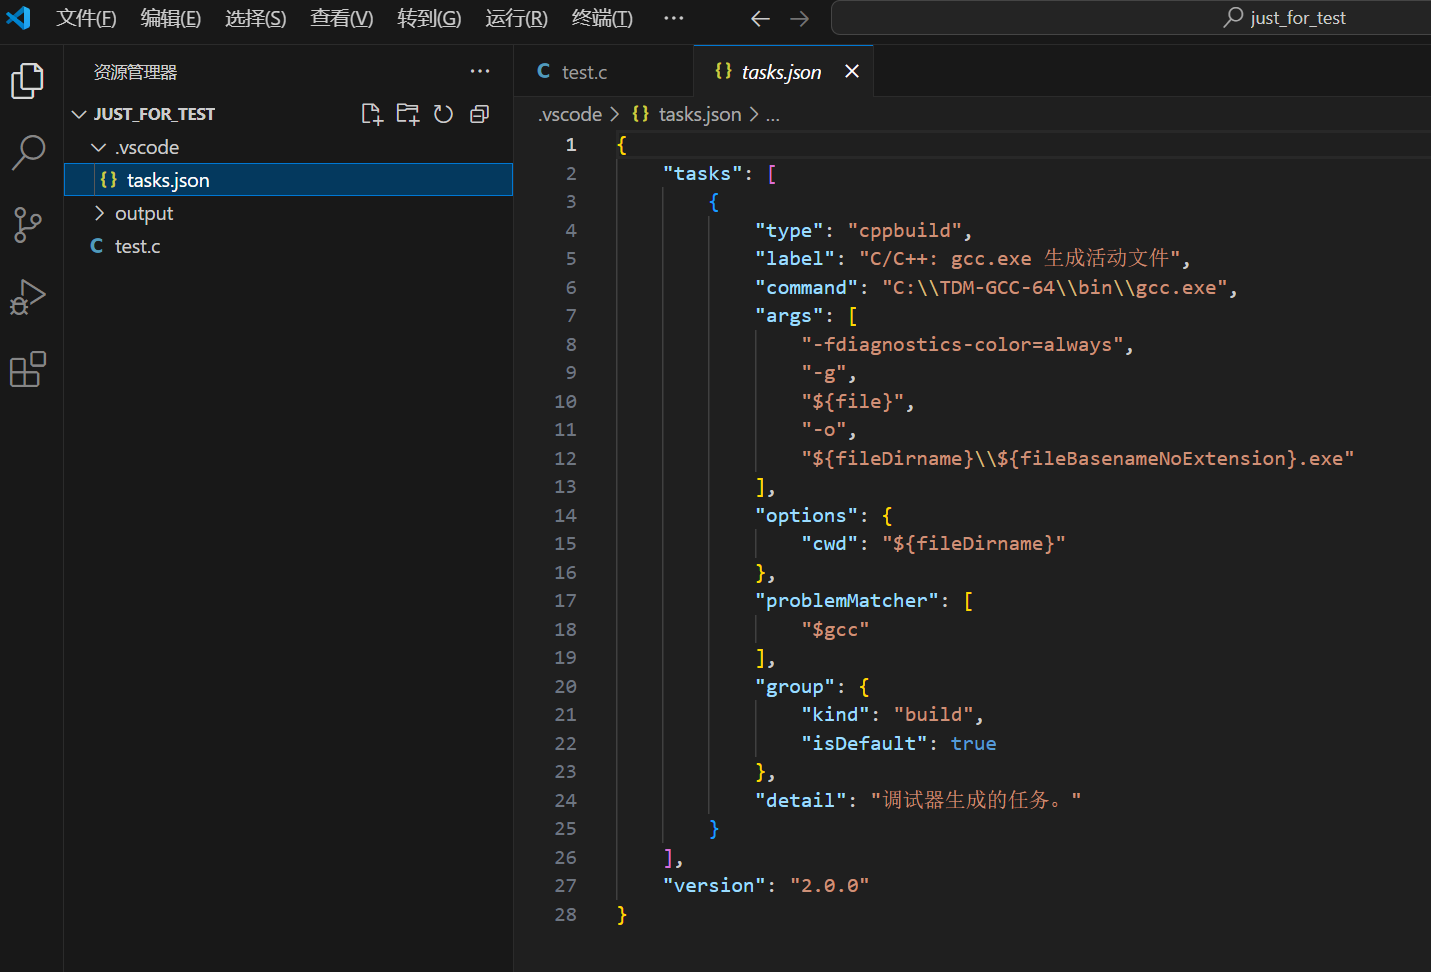 文件(F) 编辑(E) 选择(S) 查看(V) 转到(G) 运行(R) 终端(T) ··· just_for_test
资源管理器 ···
JUST_FOR_TEST
.vscode
{} tasks.json
output
C test.c
C test.c {} tasks.json
.vscode > {} tasks.json > ...
1 {
2 "tasks": [
3 {
4 "type": "cppbuild",
5 "label": "C/C++: gcc.exe 生成活动文件",
6 "command": "C:\\TDM-GCC-64\\bin\\gcc.exe",
7 "args": [
8 "-fdiagnostics-color=always",
9 "-g",
10 "${file}",
11 "-o",
12 "${fileDirname}\\${fileBasenameNoExtension}.exe"
13 ],
14 "options": {
15 "cwd": "${fileDirname}"
16 },
17 "problemMatcher": [
18 "$gcc"
19 ],
20 "group": {
21 "kind": "build",
22 "isDefault": true
23 },
24 "detail": "调试器生成的任务。"
25 }
26 ],
27 "version": "2.0.0"
28 }